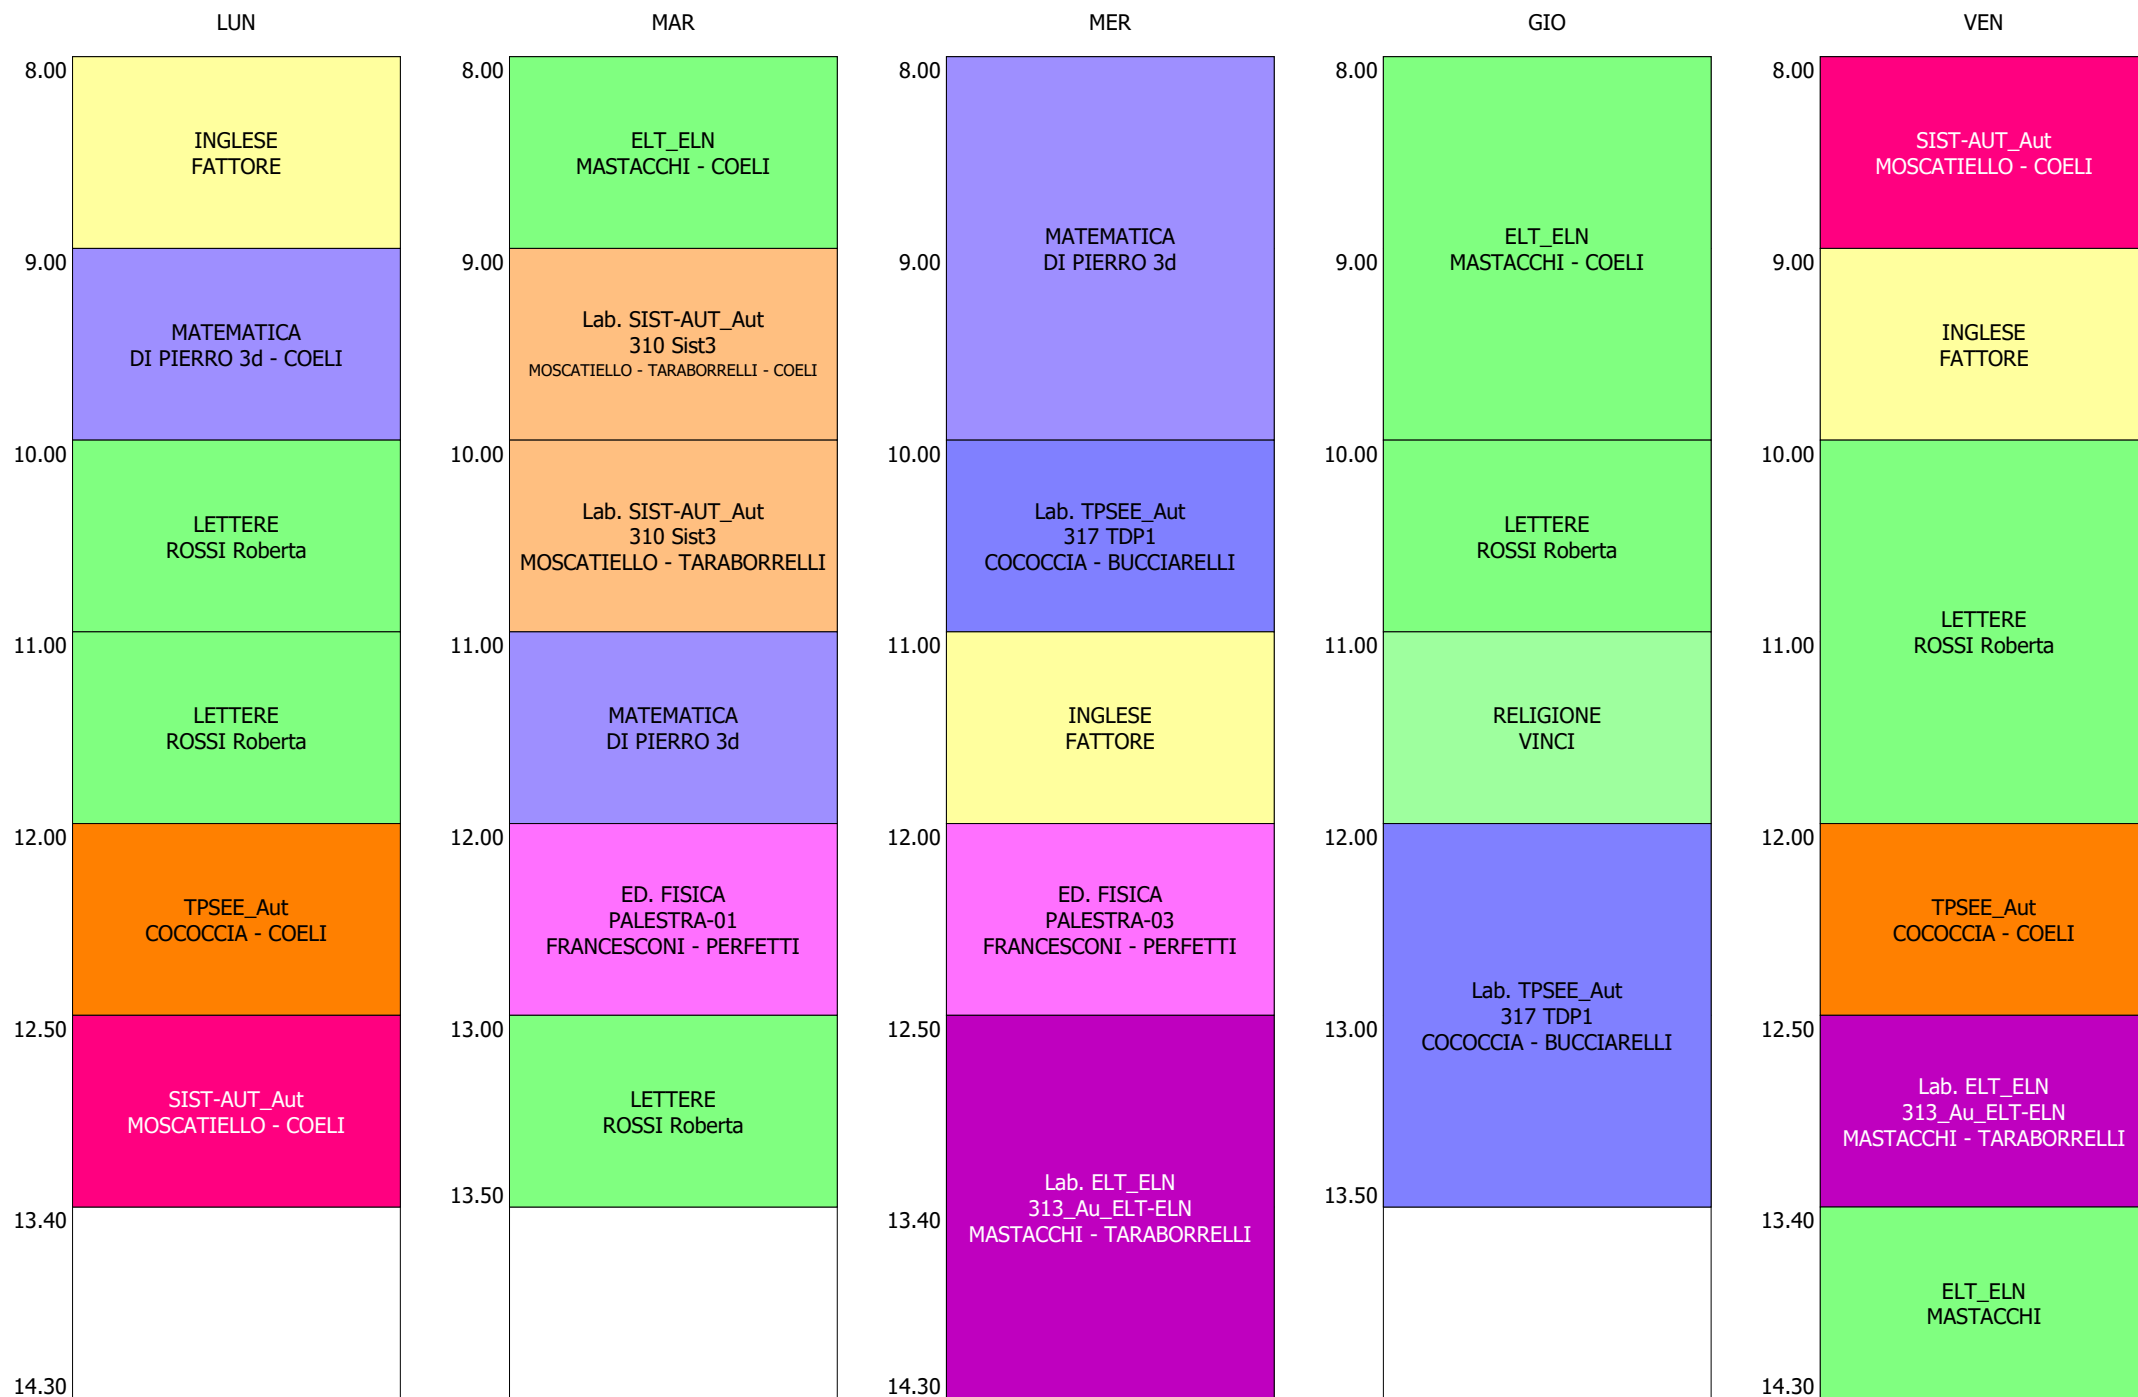 LUN
8.00
INGLESE
FATTORE
9.00
MATEMATICA
DI PIERRO 3d - COELI
10.00
LETTERE
ROSSI Roberta
11.00
LETTERE
ROSSI Roberta
12.00
TPSEE_Aut
COCOCCIA - COELI
12.50
SIST-AUT_Aut
MOSCATIELLO - COELI
13.40
14.30
MAR
8.00
ELT_ELN
MASTACCHI - COELI
9.00
Lab. SIST-AUT_Aut
310 Sist3
MOSCATIELLO - TARABORRELLI - COELI
10.00
Lab. SIST-AUT_Aut
310 Sist3
MOSCATIELLO - TARABORRELLI
11.00
MATEMATICA
DI PIERRO 3d
12.00
ED. FISICA
PALESTRA-01
FRANCESCONI - PERFETTI
13.00
LETTERE
ROSSI Roberta
13.50
MER
8.00
MATEMATICA
DI PIERRO 3d
9.00
10.00
Lab. TPSEE_Aut
317 TDP1
COCOCCIA - BUCCIARELLI
11.00
INGLESE
FATTORE
12.00
ED. FISICA
PALESTRA-03
FRANCESCONI - PERFETTI
12.50
Lab. ELT_ELN
313_Au_ELT-ELN
MASTACCHI - TARABORRELLI
13.40
14.30
GIO
8.00
ELT_ELN
MASTACCHI - COELI
9.00
10.00
LETTERE
ROSSI Roberta
11.00
RELIGIONE
VINCI
12.00
Lab. TPSEE_Aut
317 TDP1
COCOCCIA - BUCCIARELLI
13.00
13.50
VEN
8.00
SIST-AUT_Aut
MOSCATIELLO - COELI
9.00
INGLESE
FATTORE
10.00
LETTERE
ROSSI Roberta
11.00
12.00
TPSEE_Aut
COCOCCIA - COELI
12.50
Lab. ELT_ELN
313_Au_ELT-ELN
MASTACCHI - TARABORRELLI
13.40
ELT_ELN
MASTACCHI
14.30